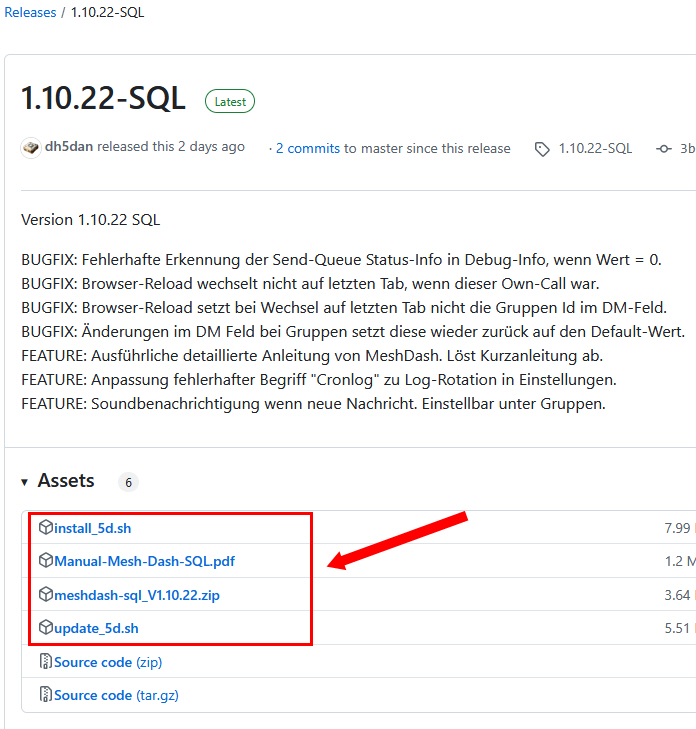 Releases / 1.10.22-SQL
1.10.22-SQL Latest
dh5dan released this 2 days ago · 2 commits to master since this release 1.10.22-SQL 3b
Version 1.10.22 SQL
BUGFIX: Fehlerhafte Erkennung der Send-Queue Status-Info in Debug-Info, wenn Wert = 0.
BUGFIX: Browser-Reload wechselt nicht auf letzten Tab, wenn dieser Own-Call war.
BUGFIX: Browser-Reload setzt bei Wechsel auf letzten Tab nicht die Gruppen Id im DM-Feld.
BUGFIX: Änderungen im DM Feld bei Gruppen setzt diese wieder zurück auf den Default-Wert.
FEATURE: Ausführliche detaillierte Anleitung von MeshDash. Löst Kurzanleitung ab.
FEATURE: Anpassung fehlerhafter Begriff "Cronlog" zu Log-Rotation in Einstellungen.
FEATURE: Soundbenachrichtigung wenn neue Nachricht. Einstellbar unter Gruppen.
Assets 6
install_5d.sh 7.99
Manual-Mesh-Dash-SQL.pdf 1.2 M
meshdash-sql_V1.10.22.zip 3.64
update_5d.sh 5.51
Source code (zip)
Source code (tar.gz)